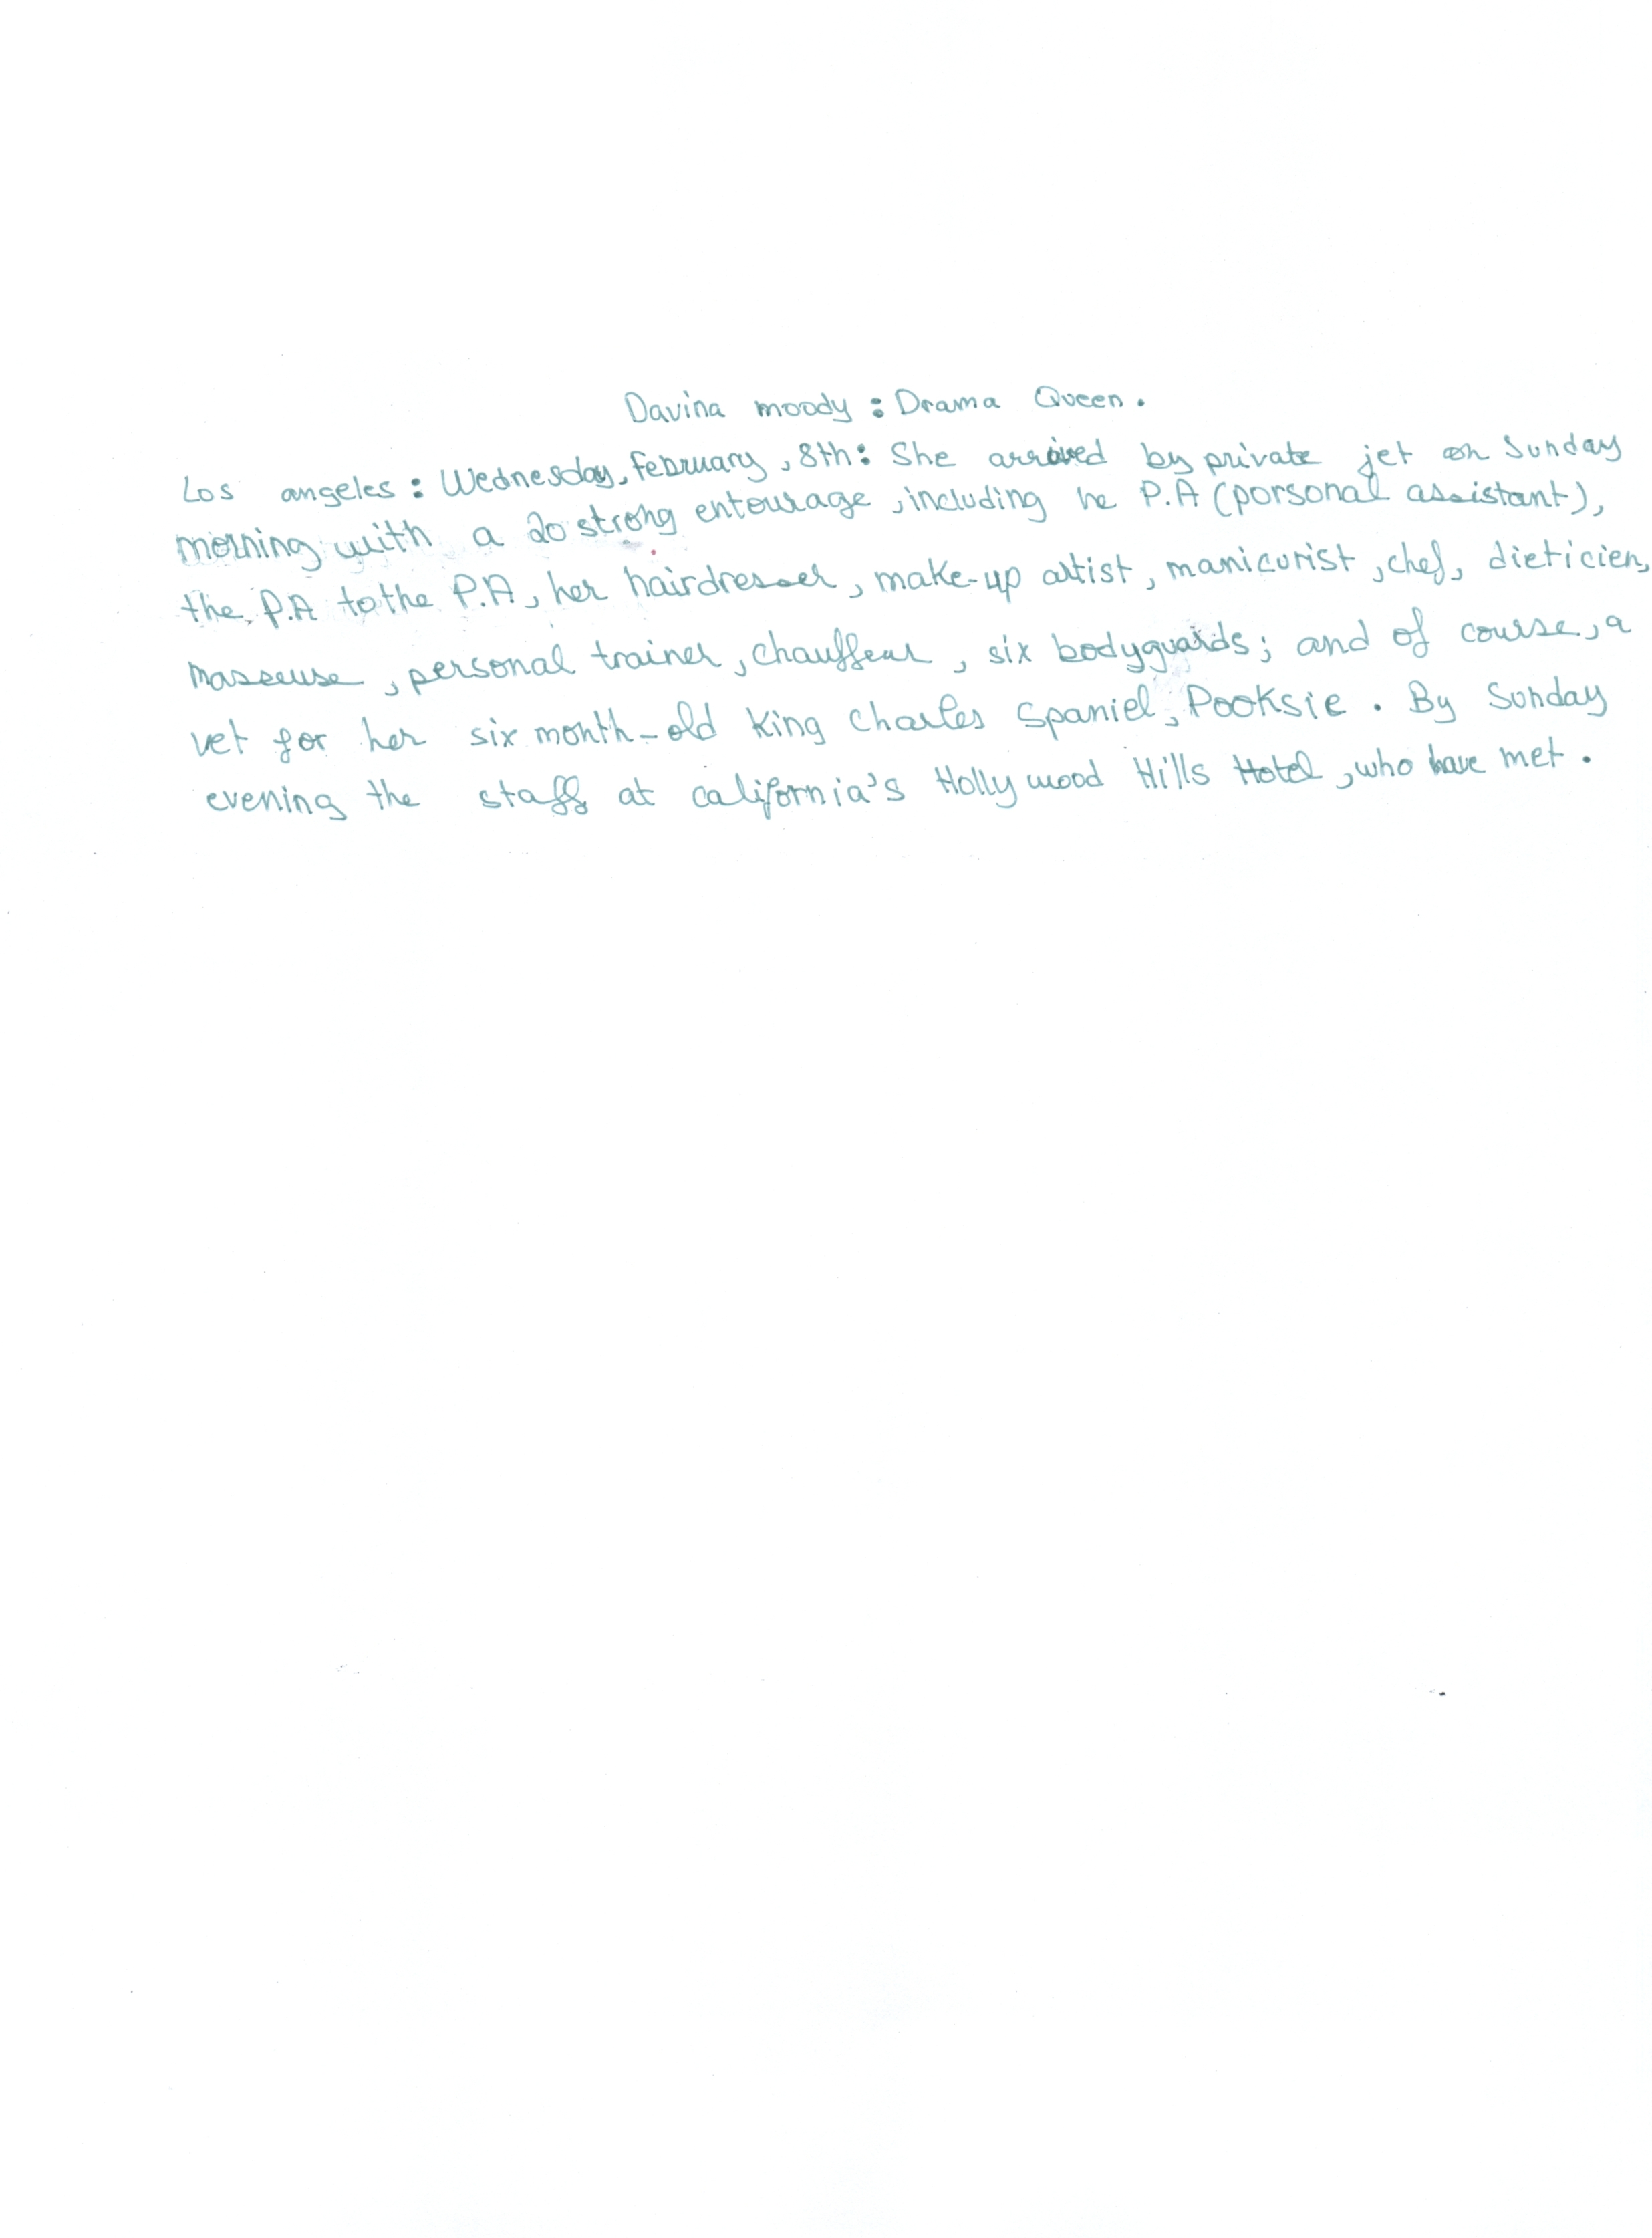 Davina moody : Drama Queen.
Los angeles : Wednesday, February, 8th : She arrived by private jet on Sunday
morning with a 20 strong entourage, including he P.A (porsonal assistant),
the P.A to the P.A, her hairdresser, make-up artist, manicurist, chef, dieticien,
masseuse, personal trainer, chauffeur, six bodyguards; and of course, a
vet for her six month-old King Charles Spaniel, Pooksie. By Sunday
evening the staff at california's Hollywood Hills Hotel, who have met.